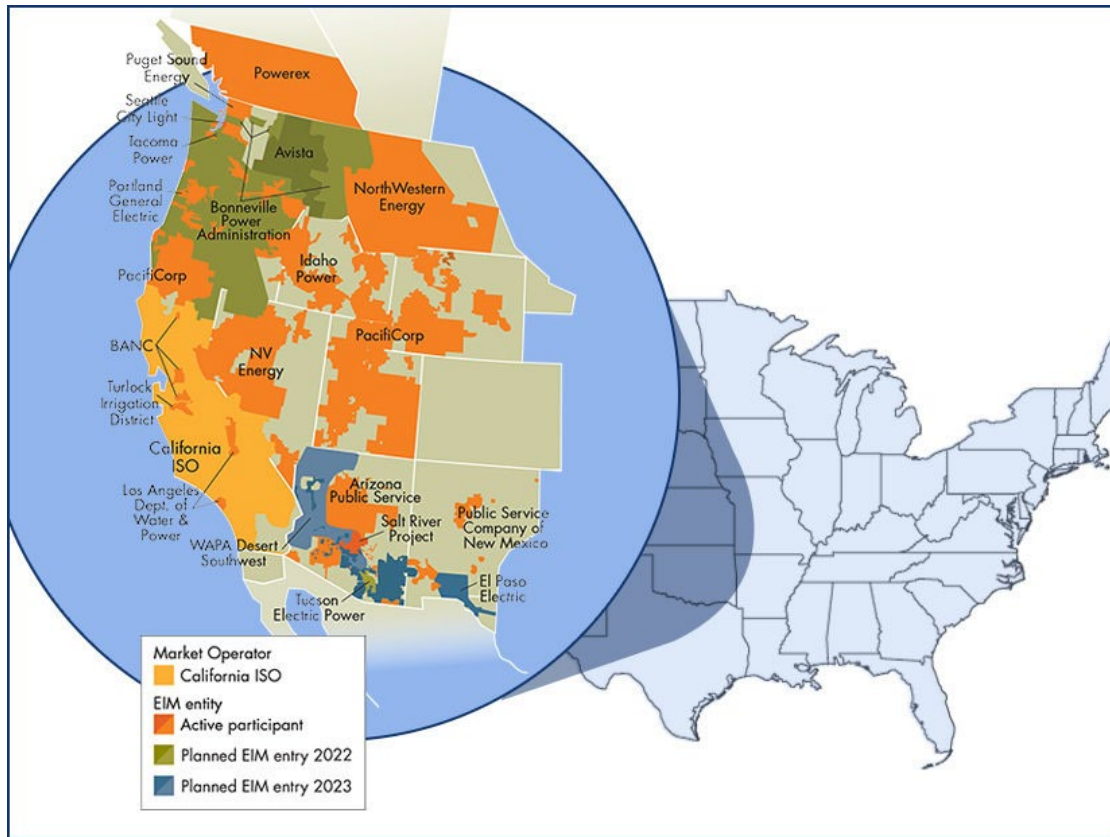 Puget Sound
Energy
Powerex
Seattle
City Light
Tacoma
Power
Avista
Portland
General
Electric
NorthWestern
Energy
Bonneville
Power
Administration
Idaho
Power
PacifiCorp
PacifiCorp
BANC
NV
Energy
Turlock
Irrigation
District
California
ISO
Los Angeles
Dept. of
Water &
Power
Arizona
Public Service
Salt River
Project
Public Service
Company of
New Mexico
WAPA Desert
Southwest
El Paso
Electric
Tucson
Electric Power
Market Operator
California ISO
EIM entity
Active participant
Planned EIM entry 2022
Planned EIM entry 2023